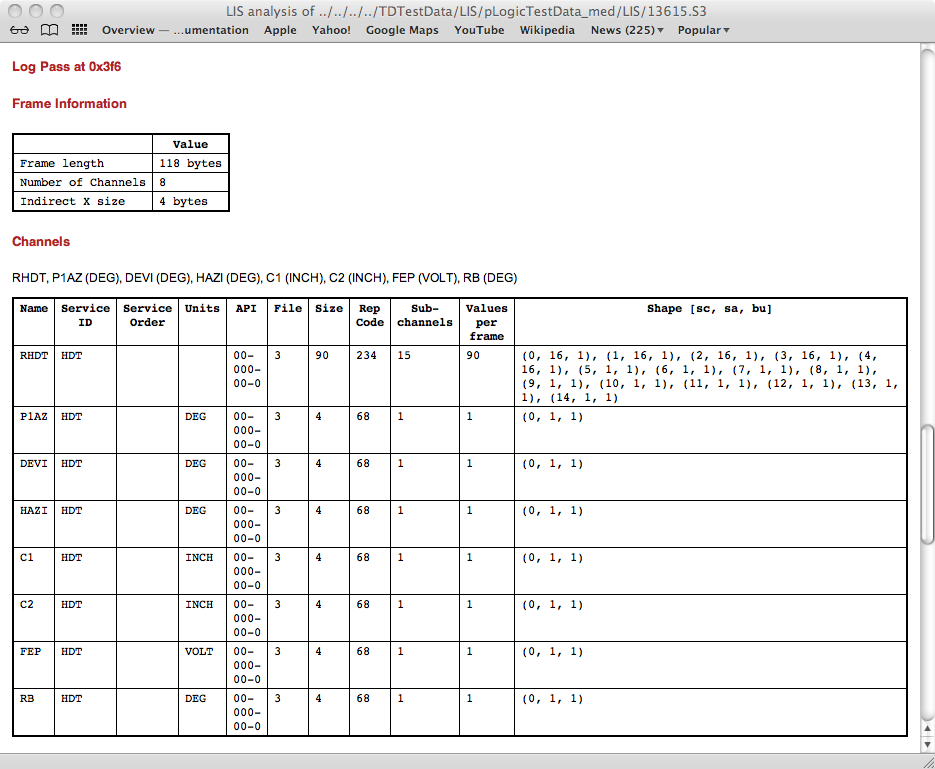 LIS analysis of ../../../../TDTestData/LIS/pLogicTestData_med/LIS/13615.S3
Overview — ...umentation Apple Yahoo! Google Maps YouTube Wikipedia News (225) Popular
Log Pass at 0x3f6
Frame Information
Value
Frame length 118 bytes
Number of Channels 8
Indirect X size 4 bytes
Channels
RHDT, P1AZ (DEG), DEVI (DEG), HAZI (DEG), C1 (INCH), C2 (INCH), FEP (VOLT), RB (DEG)
Name Service Service Units API File Size Rep Sub- Values Shape [sc, sa, bu]
ID Order Code channels per
frame
RHDT HDT 00- 3 90 234 15 90 (0, 16, 1), (1, 16, 1), (2, 16, 1), (3, 16, 1), (4,
000- 16, 1), (5, 1, 1), (6, 1, 1), (7, 1, 1), (8, 1, 1),
00-0 (9, 1, 1), (10, 1, 1), (11, 1, 1), (12, 1, 1), (13, 1,
1), (14, 1, 1)
P1AZ HDT DEG 00- 3 4 68 1 1 (0, 1, 1)
000-
00-0
DEVI HDT DEG 00- 3 4 68 1 1 (0, 1, 1)
000-
00-0
HAZI HDT DEG 00- 3 4 68 1 1 (0, 1, 1)
000-
00-0
C1 HDT INCH 00- 3 4 68 1 1 (0, 1, 1)
000-
00-0
C2 HDT INCH 00- 3 4 68 1 1 (0, 1, 1)
000-
00-0
FEP HDT VOLT 00- 3 4 68 1 1 (0, 1, 1)
000-
00-0
RB HDT DEG 00- 3 4 68 1 1 (0, 1, 1)
000-
00-0